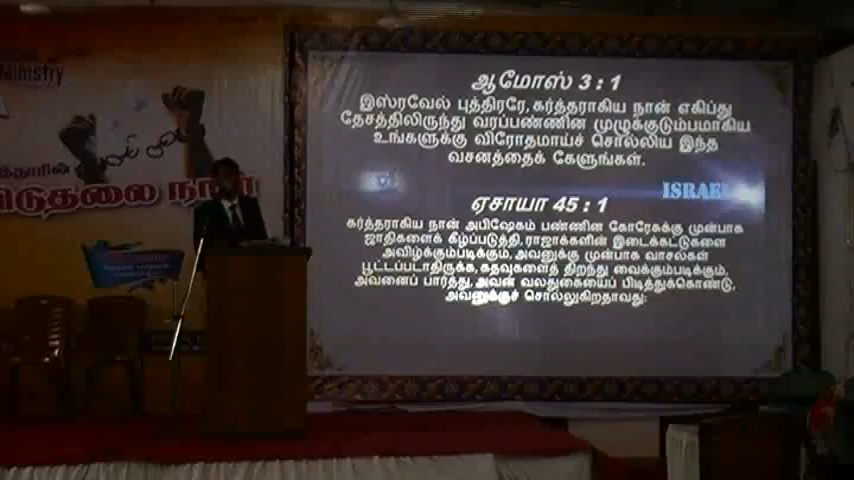 Ministry
விடுதலை
ஆமோஸ் 3 : 1
இஸ்ரவேல் புத்திரரே, கர்த்தராகிய நான் எகிப்து
தேசத்திலிருந்து வரப்பண்ணின முழுக்குடும்பமாகிய
உங்களுக்கு விரோதமாய்ச் சொல்லிய இந்த
வசனத்தைக் கேளுங்கள்.
ISRAEL
ஏசாயா 45 : 1
கர்த்தராகிய நான் அபிஷேகம் பண்ணின கோரேசுக்கு முன்பாக
ஜாதிகளைக் கீழ்ப்படுத்தி, ராஜாக்களின் இடைக்கட்டுகளை
அவிழ்க்கும்படிக்கும், அவனுக்கு முன்பாக வாசல்கள்
பூட்டப்படாதிருக்க, கதவுகளைத் திறந்து வைக்கும்படிக்கும்,
அவனைப் பார்த்து, அவன் வலதுகையைப் பிடித்துக்கொண்டு,
அவனுக்குச் சொல்லுகிறதாவது: